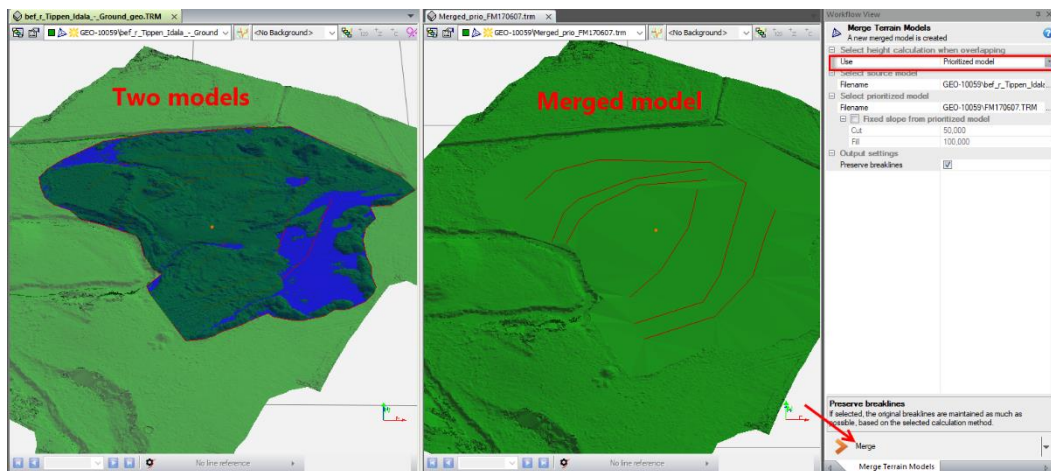 bef_r_Tippen_Idala_-_Ground_geo.TRM
GEO-10059\bef_r_Tippen_Idala_-_Ground
<No Background>
Two models
No line reference
Merged_prio_FM170607.trm
GEO-10059\Merged_prio_FM170607.trm
<No Background>
Merged model
No line reference
Workflow View
Merge Terrain Models
A new merged model is created
Select height calculation when overlapping
Use Prioritized model
Select source model
Filename GEO-10059\bef_r_Tippen_Idal...
Select prioritized model
Filename GEO-10059\FM170607.TRM
Fixed slope from prioritized model
Cut 50,000
Fill 100,000
Output settings
Preserve breaklines
Preserve breaklines
If selected, the original breaklines are maintained as much as
possible, based on the selected calculation method.
Merge
Merge Terrain Models